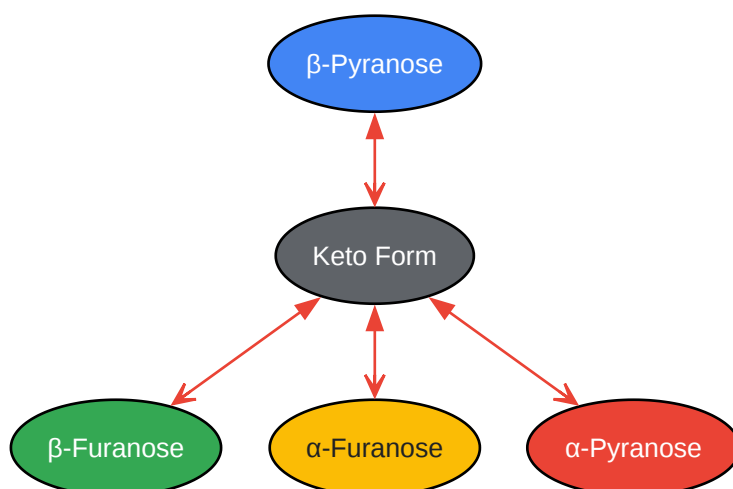 β-Pyranose
Keto Form
β-Furanose
α-Furanose
α-Pyranose